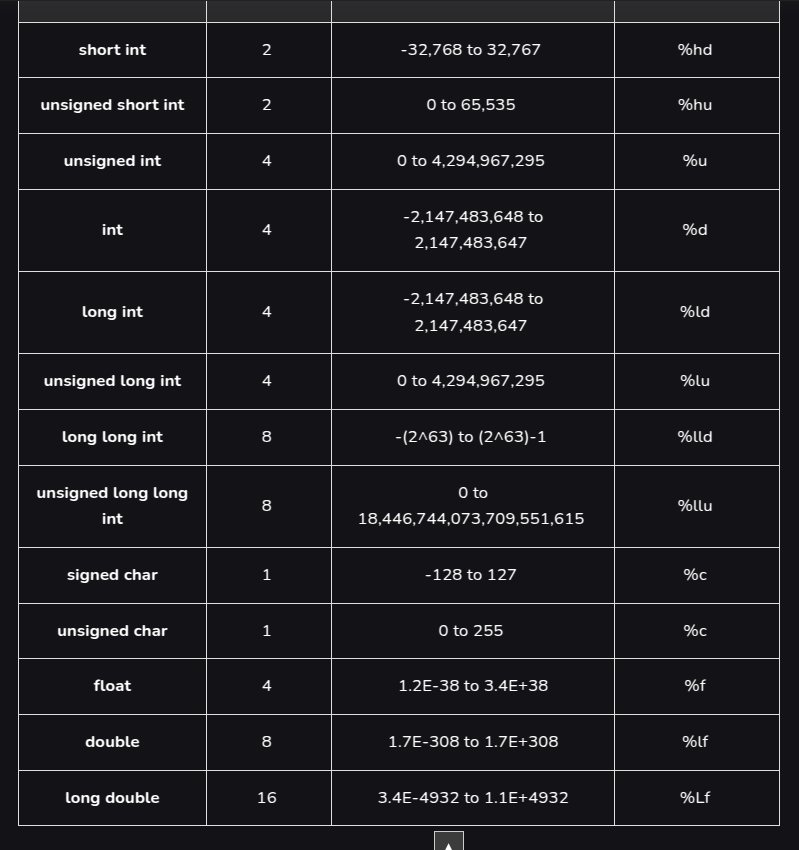 short int 2 -32,768 to 32,767 %hd
unsigned short int 2 0 to 65,535 %hu
unsigned int 4 0 to 4,294,967,295 %u
int 4 -2,147,483,648 to
2,147,483,647 %d
long int 4 -2,147,483,648 to
2,147,483,647 %ld
unsigned long int 4 0 to 4,294,967,295 %lu
long long int 8 -(2^63) to (2^63)-1 %lld
unsigned long long
int 8 0 to
18,446,744,073,709,551,615 %llu
signed char 1 -128 to 127 %c
unsigned char 1 0 to 255 %c
float 4 1.2E-38 to 3.4E+38 %f
double 8 1.7E-308 to 1.7E+308 %lf
long double 16 3.4E-4932 to 1.1E+4932 %Lf